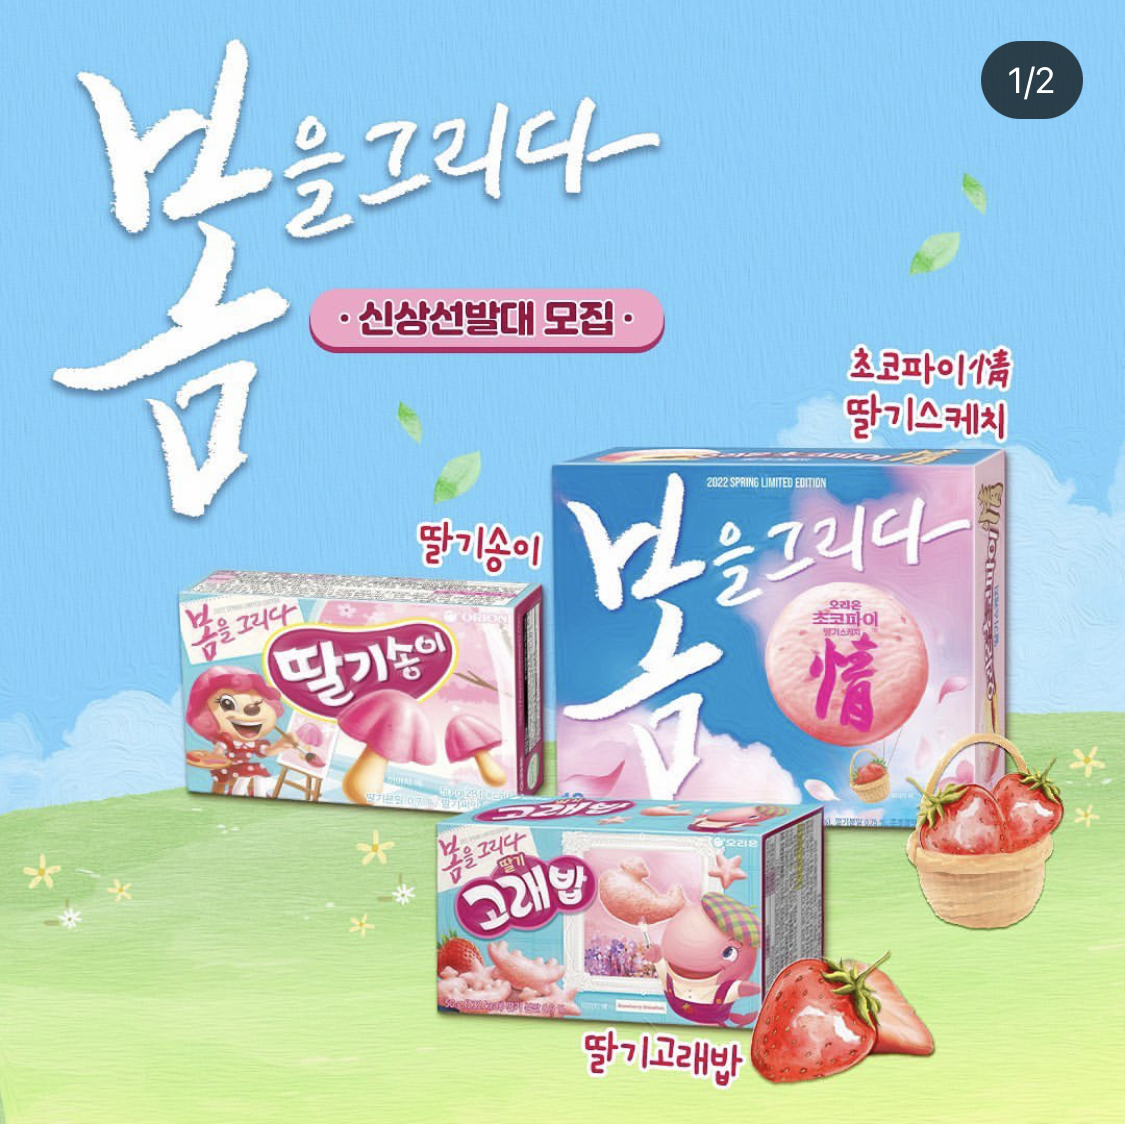 1/2
봄을그리다
· 신상선발대 모집 ·
초코파이情
딸기스케치
딸기송이
2022 SPRING LIMITED EDITION
봄을그리다
오리온
초코파이
딸기스케치
情
봄을그리다
ORION
딸기송이
고래밥
봄을그리다
오리온
딸기
고래밥
딸기고래밥